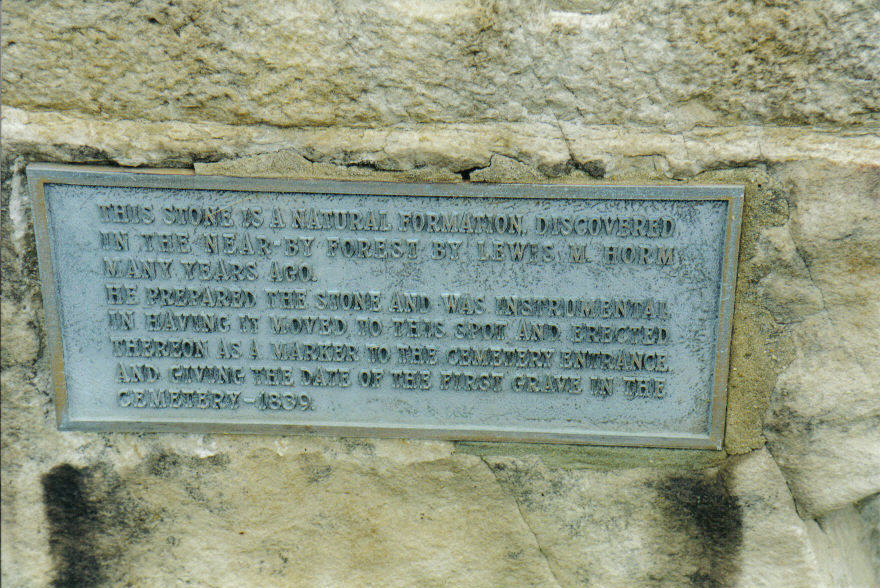 THIS STONE IS A NATURAL FORMATION, DISCOVERED
IN THE NEAR-BY FOREST BY LEWIS M. HORM
MANY YEARS AGO.
HE PREPARED THE STONE AND WAS INSTRUMENTAL
IN HAVING IT MOVED TO THIS SPOT AND ERECTED
THEREON AS A MARKER TO THE CEMETERY ENTRANCE
AND GIVING THE DATE OF THE FIRST GRAVE IN THE
CEMETERY-1839.